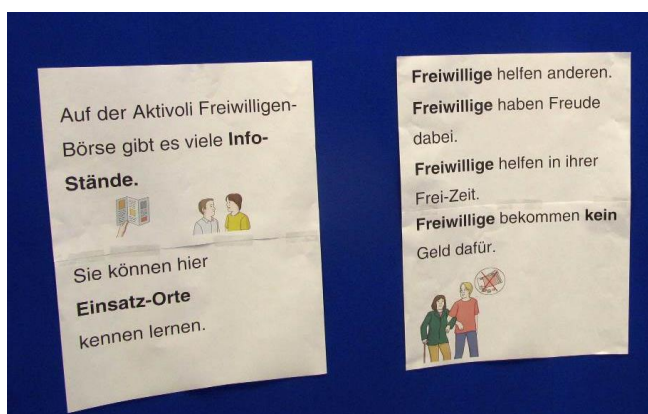 Auf der Aktivoli Freiwilligen-
Börse gibt es viele Info-
Stände.
Sie können hier
Einsatz-Orte
kennen lernen.
Freiwillige helfen anderen.
Freiwillige haben Freude
dabei.
Freiwillige helfen in ihrer
Frei-Zeit.
Freiwillige bekommen kein
Geld dafür.